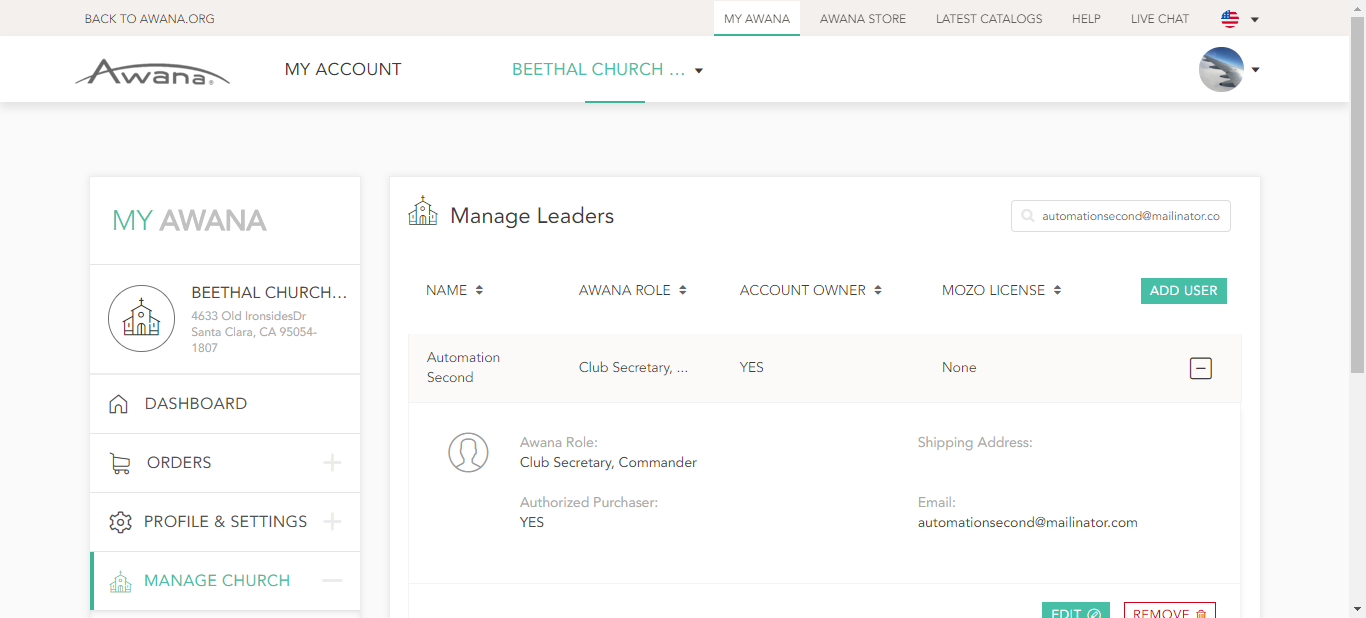 BACK TO AWANA.ORG
MY AWANA
AWANA STORE
LATEST CATALOGS
HELP
LIVE CHAT
Awana®
MY ACCOUNT
BEETHAL CHURCH ...
MY AWANA
BEETHAL CHURCH...
4633 Old IronsidesDr
Santa Clara, CA 95054-
1807
DASHBOARD
ORDERS
PROFILE & SETTINGS
MANAGE CHURCH
Manage Leaders
automationsecond@mailinator.co
NAME
AWANA ROLE
ACCOUNT OWNER
MOZO LICENSE
ADD USER
Automation
Second
Club Secretary, ...
YES
None
Awana Role:
Club Secretary, Commander
Shipping Address:
Authorized Purchaser:
YES
Email:
automationsecond@mailinator.com
EDIT
REMOVE